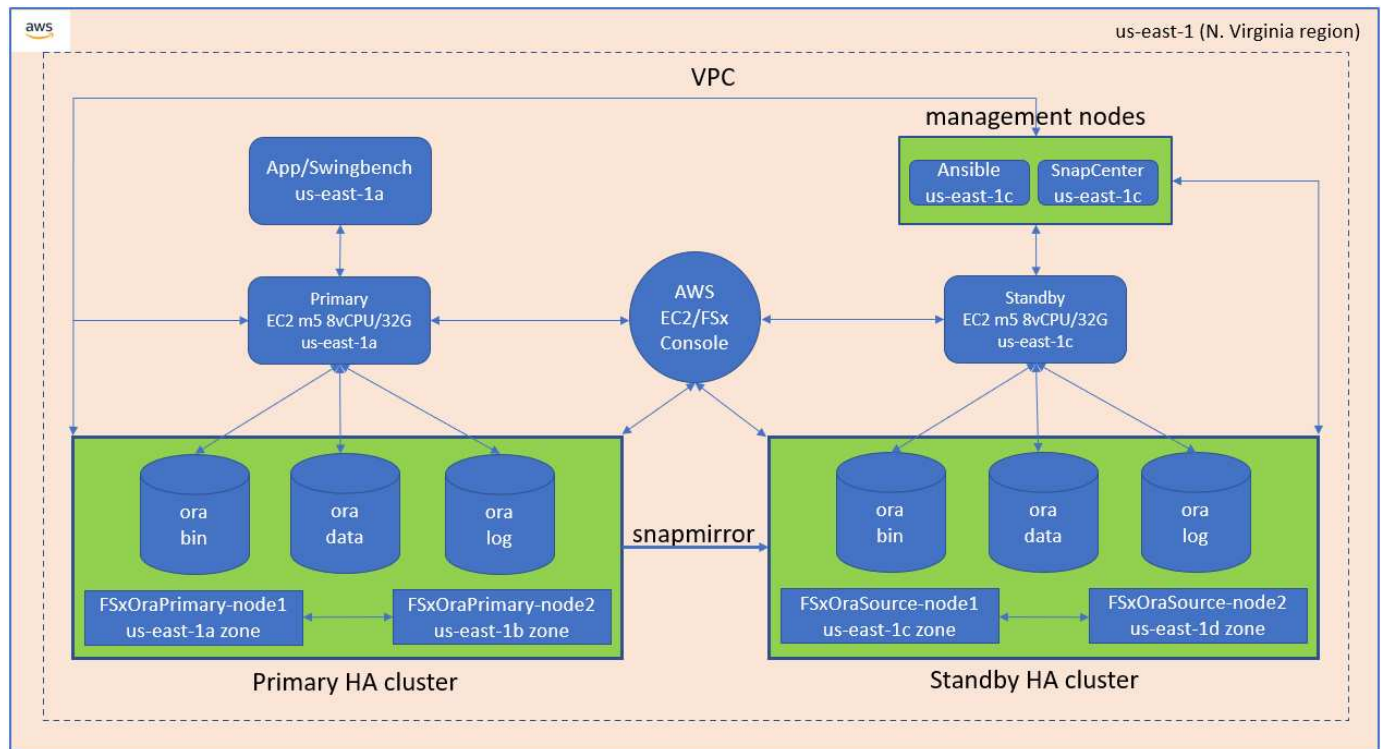 aws
us-east-1 (N. Virginia region)
VPC
management nodes
App/Swingbench
us-east-1a
Ansible
us-east-1c
SnapCenter
us-east-1c
Primary
EC2 m5 8vCPU/32G
us-east-1a
AWS
EC2/FSx
Console
Standby
EC2 m5 8vCPU/32G
us-east-1c
ora
bin
ora
data
ora
log
snapmirror
ora
bin
ora
data
ora
log
FSxOraPrimary-node1
us-east-1a zone
FSxOraPrimary-node2
us-east-1b zone
FSxOraSource-node1
us-east-1c zone
FSxOraSource-node2
us-east-1d zone
Primary HA cluster
Standby HA cluster